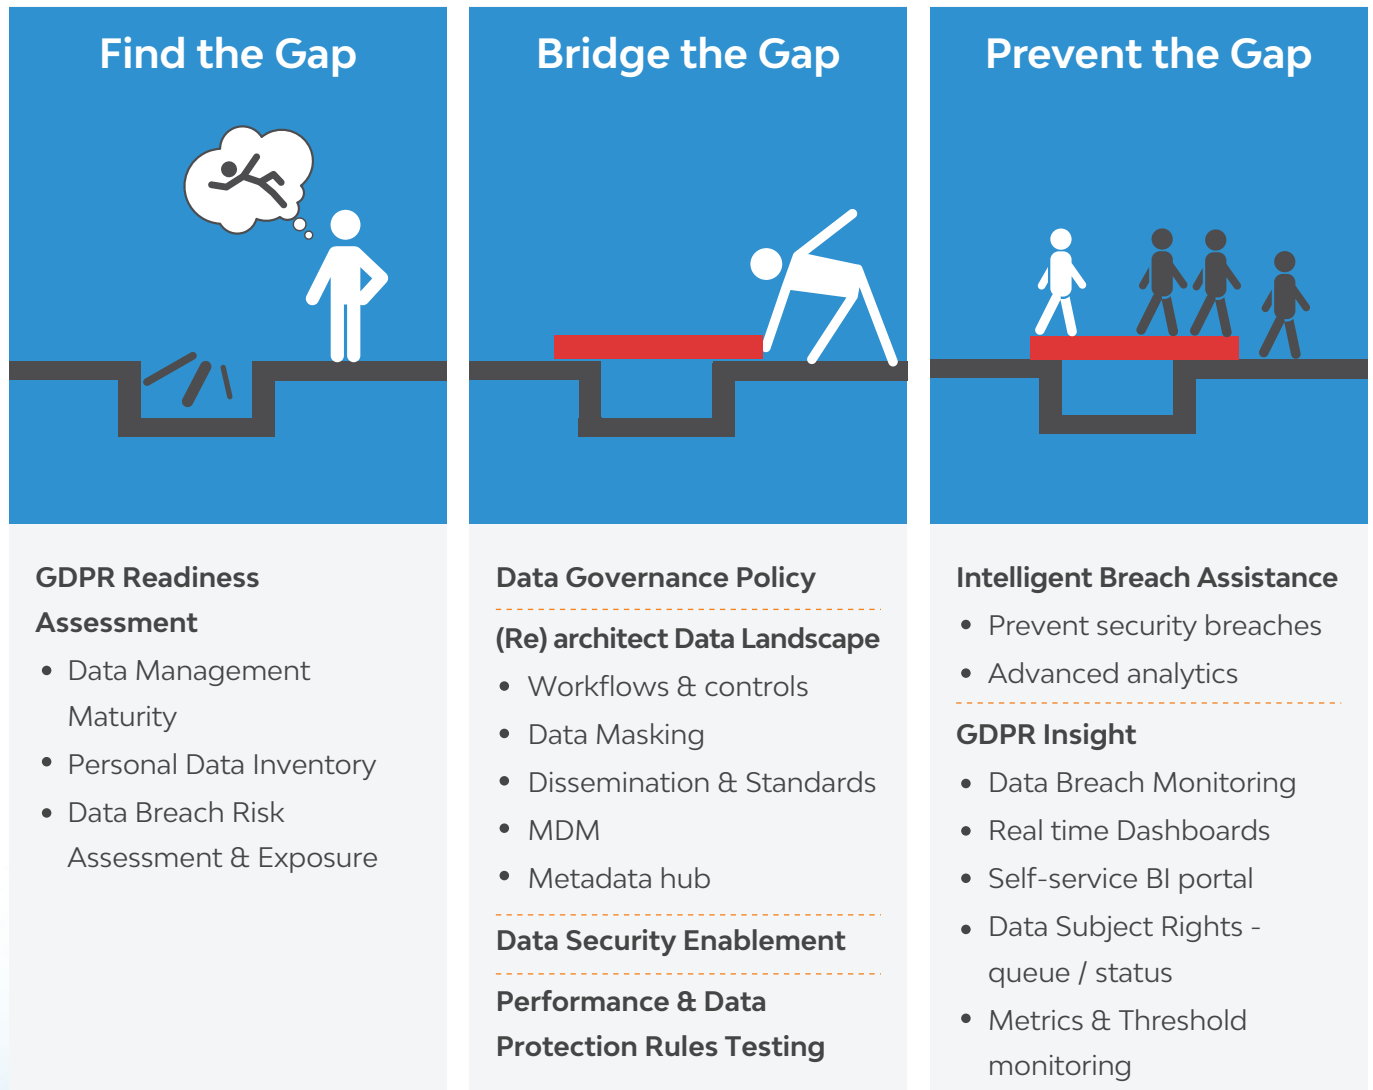 Find the Gap
GDPR Readiness
Assessment
• Data Management
Maturity
• Personal Data Inventory
• Data Breach Risk
Assessment & Exposure
Bridge the Gap
Data Governance Policy
(Re) architect Data Landscape
• Workflows & controls
• Data Masking
• Dissemination & Standards
• MDM
• Metadata hub
Data Security Enablement
Performance & Data
Protection Rules Testing
Prevent the Gap
Intelligent Breach Assistance
• Prevent security breaches
• Advanced analytics
GDPR Insight
• Data Breach Monitoring
• Real time Dashboards
• Self-service BI portal
• Data Subject Rights -
queue / status
• Metrics & Threshold
monitoring